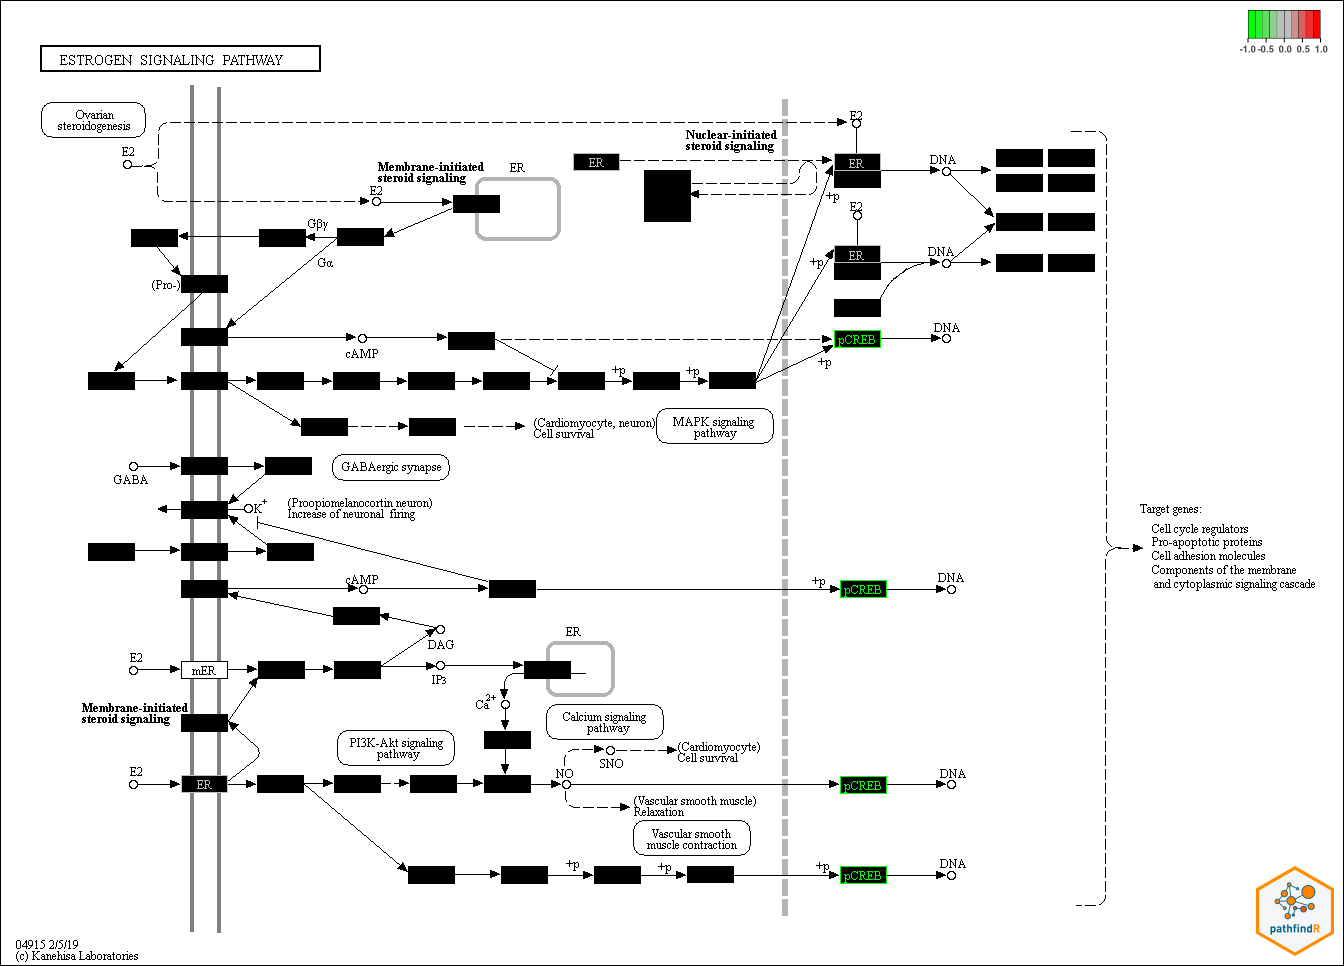 -1.0 -0.5 0.0 0.5 1.0
ESTROGEN SIGNALING PATHWAY
Ovarian
steroidogenesis
E2
E2
Nuclear-initiated
steroid signaling
ER
ER
DNA
Membrane-initiated
steroid signaling
ER
E2
+p
E2
Gβγ
Gα
ER
DNA
+p
(Pro-)
cAMP
pCREB
DNA
+p
+p
+p
(Cardiomyocyte, neuron)
Cell survival
MAPK signaling
pathway
GABA
GABAergic synapse
K+
(Proopiomelanocortin neuron)
Increase of neuronal firing
Target genes:
Cell cycle regulators
Pro-apoptotic proteins
Cell adhesion molecules
Components of the membrane
and cytoplasmic signaling cascade
cAMP
+p
pCREB
DNA
DAG
ER
E2
mER
IP3
Ca2+
Membrane-initiated
steroid signaling
Calcium signaling
pathway
PI3K-Akt signaling
pathway
(Cardiomyocyte)
Cell survival
SNO
E2
ER
NO
pCREB
DNA
(Vascular smooth muscle)
Relaxation
Vascular smooth
muscle contraction
+p
+p
+p
pCREB
DNA
pathfindR
04915 2/5/19
(c) Kanehisa Laboratories